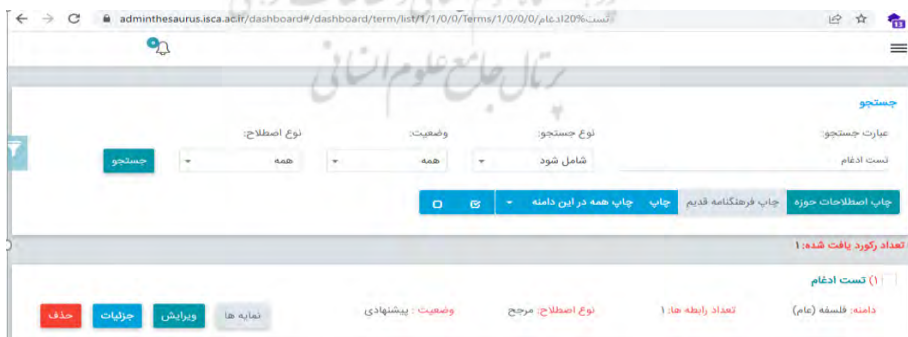 adminthesaurus.isca.ac.ir/dashboard#/dashboard/term/list/1/1/0/0/Terms/1/0/0/0/تست%20ادغام
پرتال جامع علوم انسانی
جستجو
عبارت جستجو: نوع جستجو: وضعیت: نوع اصطلاح:
تست ادغام شامل شود همه همه جستجو
چاپ اصطلاحات حوزه چاپ فرهنگنامه قدیم چاپ چاپ همه در این دامنه
تعداد رکورد یافت شده: ۱
۱) تست ادغام
دامنه: فلسفه (عام) تعداد رابطه ها: ۱ نوع اصطلاح: مرجح وضعیت : پیشنهادی نمایه ها ویرایش جزئیات حذف